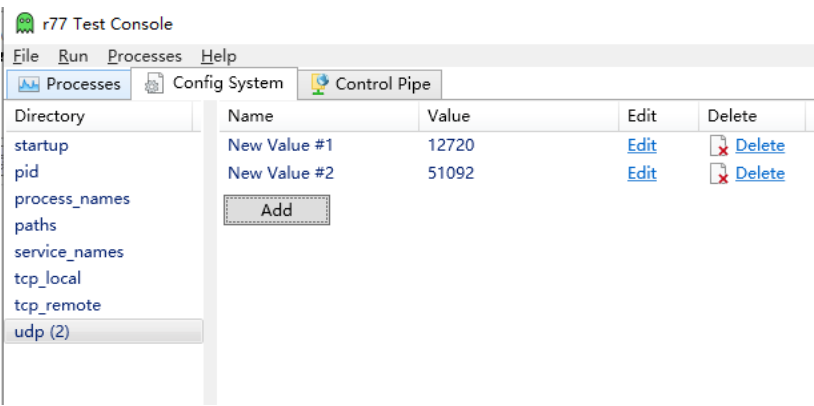 r77 Test Console
File Run Processes Help
Processes Config System Control Pipe
Directory Name Value Edit Delete
startup New Value #1 12720 Edit Delete
pid New Value #2 51092 Edit Delete
process_names
Add
paths
service_names
tcp_local
tcp_remote
udp (2)